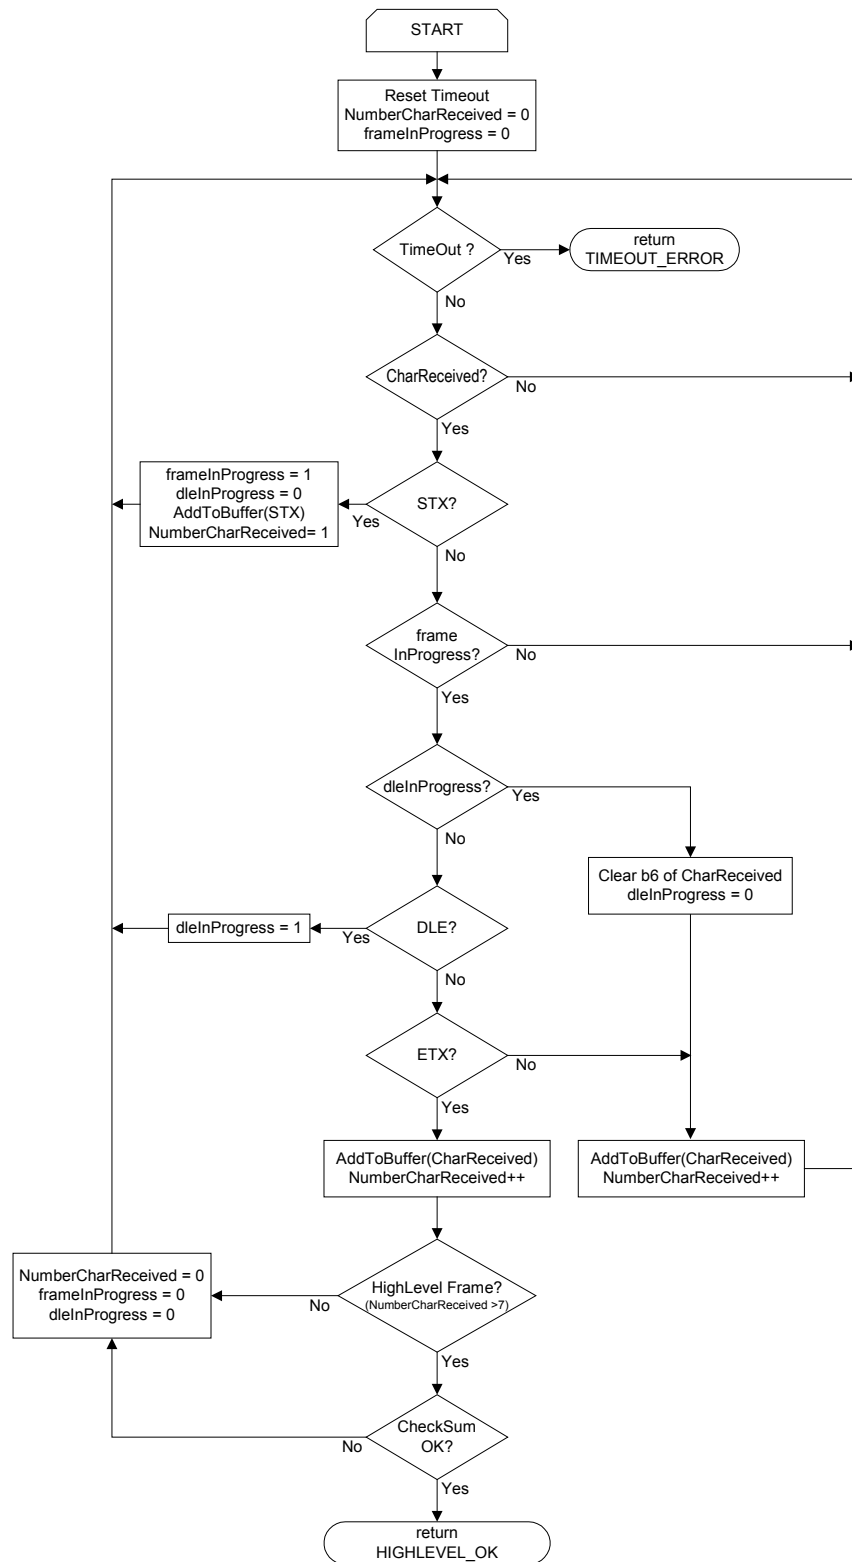 START
Reset Timeout
NumberCharReceived = 0
frameInProgress = 0
TimeOut ?
Yes
return
TIMEOUT_ERROR
No
CharReceived?
No
Yes
frameInProgress = 1
dleInProgress = 0
AddToBuffer(STX)
NumberCharReceived= 1
Yes
STX?
No
frame
InProgress?
No
Yes
dleInProgress?
Yes
No
Clear b6 of CharReceived
dleInProgress = 0
dleInProgress = 1
Yes
DLE?
No
ETX?
No
Yes
AddToBuffer(CharReceived)
NumberCharReceived++
AddToBuffer(CharReceived)
NumberCharReceived++
NumberCharReceived = 0
frameInProgress = 0
dleInProgress = 0
No
HighLevel Frame?
(NumberCharReceived >7)
Yes
No
CheckSum
OK?
Yes
return
HIGHLEVEL_OK